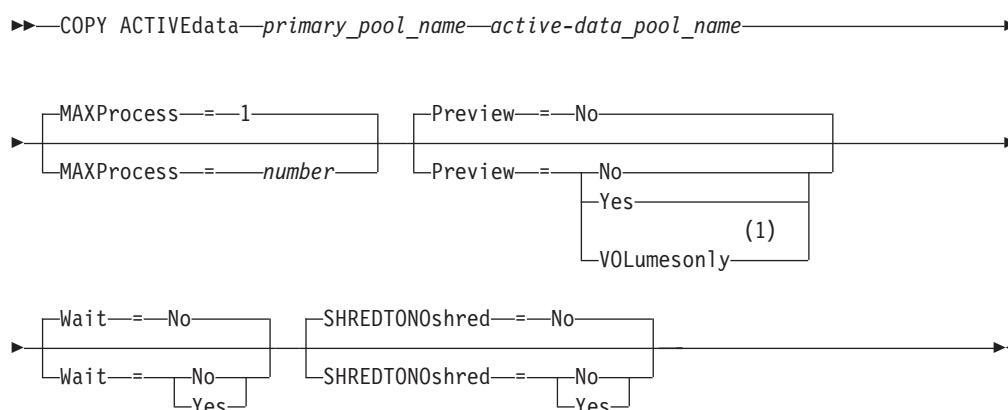 COPY ACTIVEdata primary_pool_name active-data_pool_name
MAXProcess = 1 Preview = No
MAXProcess = number Preview = No
Yes
(1)
VOLumesonly
Wait = No SHREDTONOshred = No
Wait = No SHREDTONOshred = No
Yes Yes